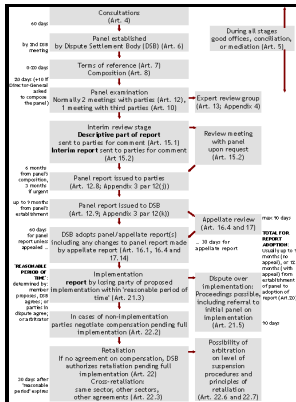 Consultations
(Art. 4)
60 days
During all stages
good offices, conciliation,
or mediation (Art. 5)
Panel established
by Dispute Settlement Body (DSB) (Art. 6)
by 2nd DSB
meeting
Terms of reference (Art. 7)
Composition (Art. 8)
0-20 days
20 days (+10 if
Director-General
asked
to compose
the panel)
Panel examination
Normally 2 meetings with parties (Art. 12),
1 meeting with third parties (Art. 10)
Expert review group
(Art. 13; Appendix 4)
Interim review stage
Descriptive part of report
sent to parties for comment (Art. 15.1)
Interim report sent to parties for comment
(Art. 15.2)
Review meeting
with panel
upon request
(Art. 15.2)
6 months
from panel's
composition,
3 months
if urgent
Panel report issued to parties
(Art. 12.8; Appendix 3 par 12(j))
up to 9 months
from panel's
establishment
Panel report issued to DSB
(Art. 12.9; Appendix 3 par 12(k))
Appellate review
(Art. 16.4 and 17)
max 90 days
60 days
for panel
report
unless appealed ...
DSB adopts panel/appellate report(s)
including any changes to panel report made
by appellate report (Art. 16.1, 16.4 and
17.14)
... 30 days for
appellate report
TOTAL FOR
REPORT
ADOPTION:
Usually up to 9
months (no
appeal), or 12
months (with
appeal) from
establishment
of panel to
adoption of
report (Art.20)
'REASONABLE
PERIOD OF
TIME'
determined by:
member
proposes, DSB
agrees; or
parties in
dispute agree;
or arbitrator
Implementation
report by losing party of proposed
implementation within 'reasonable period of
time' (Art. 21.3)
Dispute over
implementation:
Proceedings possible,
including referral to
initial panel on
implementation
(Art. 21.5)
90 days
In cases of non-implementation
parties negotiate compensation pending full
implementation (Art. 22.2)
Retaliation
If no agreement on compensation, DSB
authorizes retaliation pending full
implementation (Art. 22)
Cross-retaliation:
same sector, other sectors,
other agreements (Art. 22.3)
Possibility of
arbitration
on level of
suspension
procedures and
principles of
retaliation
(Art. 22.6 and 22.7)
30 days after
'reasonable
period' expires